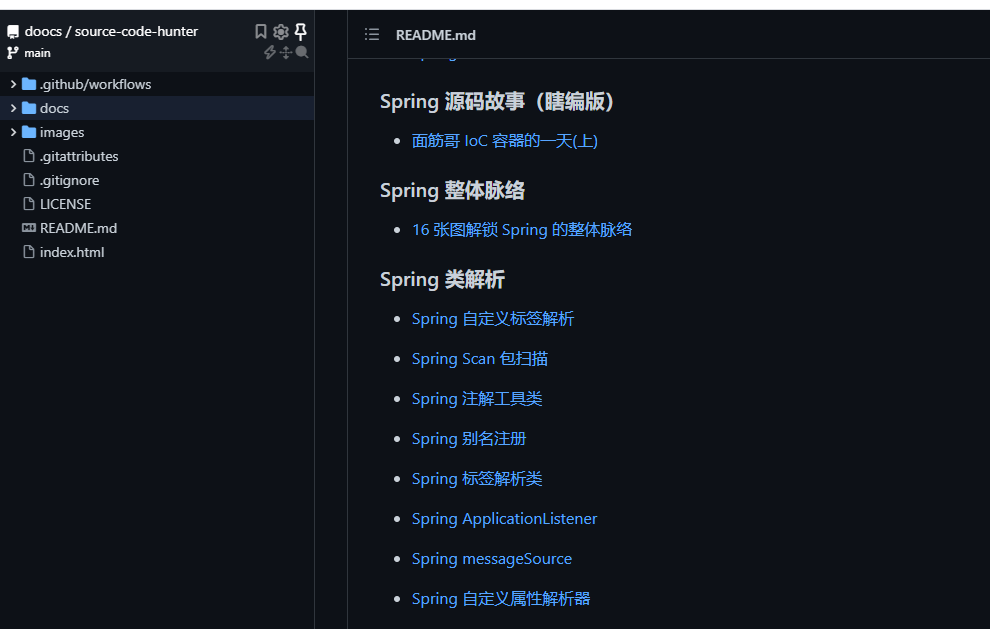 doocs / source-code-hunter
main
.github/workflows
docs
images
.gitattributes
.gitignore
LICENSE
README.md
index.html
README.md
Spring 源码故事（瞎编版）
面筋哥 IoC 容器的一天(上)
Spring 整体脉络
16 张图解锁 Spring 的整体脉络
Spring 类解析
Spring 自定义标签解析
Spring Scan 包扫描
Spring 注解工具类
Spring 别名注册
Spring 标签解析类
Spring ApplicationListener
Spring messageSource
Spring 自定义属性解析器